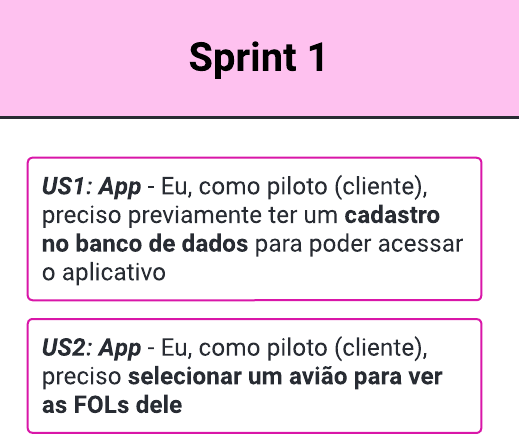 Sprint 1
US1: App - Eu, como piloto (cliente),
preciso previamente ter um cadastro
no banco de dados para poder acessar
o aplicativo
US2: App - Eu, como piloto (cliente),
preciso selecionar um avião para ver
as FOLs dele